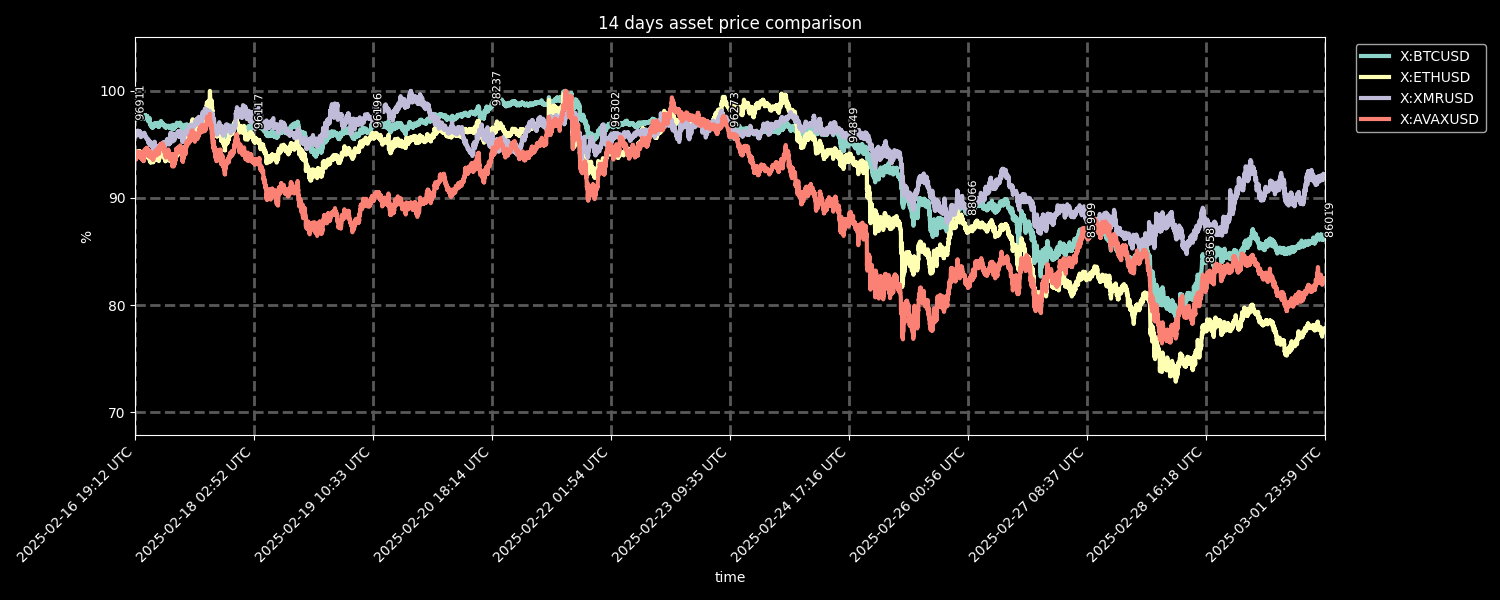 14 days asset price comparison
X:BTCUSD
X:ETHUSD
X:XMRUSD
X:AVAXUSD
100
90
80
70
%
96911
96117
96196
98237
96302
96273
94849
88066
85999
83658
86019
2025-02-16 19:12 UTC
2025-02-18 02:52 UTC
2025-02-19 10:33 UTC
2025-02-20 18:14 UTC
2025-02-22 01:54 UTC
2025-02-23 09:35 UTC
2025-02-24 17:16 UTC
2025-02-26 00:56 UTC
2025-02-27 08:37 UTC
2025-02-28 16:18 UTC
2025-03-01 23:59 UTC
time